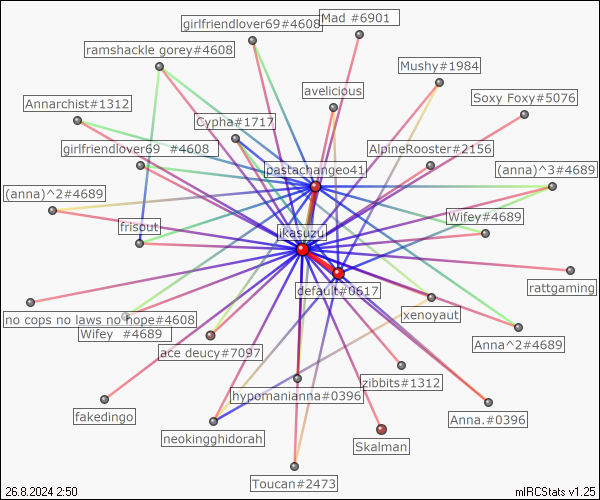 girlfriendlover69#4608
Mad #6901
ramshackle gorey#4608
Mushy#1984
avelicious
Soxy Foxy#5076
Annarchist#1312
Cypha#1717
girlfriendlover69 #4608
AlpineRooster#2156
pastachangeo41
(anna)^3#4689
(anna)^2#4689
Wifey#4689
frisout
jkasuzu
default#0617
rattgaming
xenoyaut
no cops no laws no hope#4608
Wifey #4689
Anna^2#4689
ace deucy#7097
zibbits#1312
hypomanianna#0396
fakedingo
Anna.#0396
neokingghidorah
Skalman
Toucan#2473
26.8.2024 2:50
mIRCStats v1.25